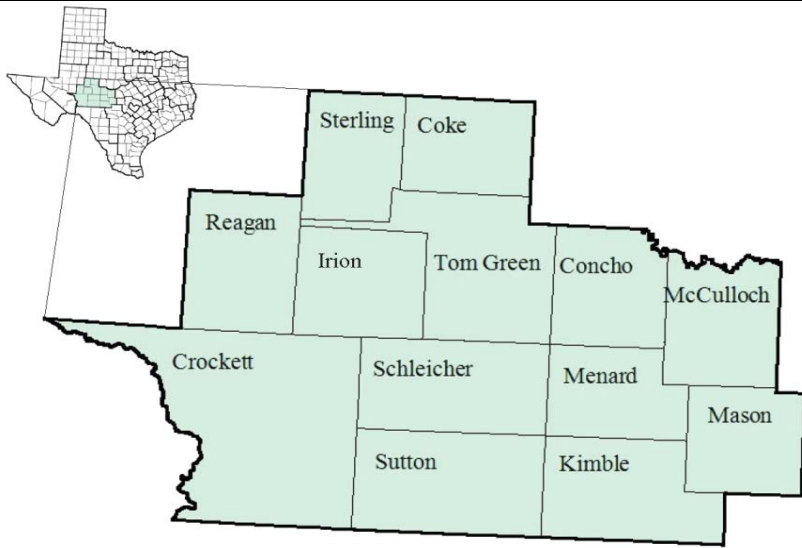 Sterling
Coke
Reagan
Irion
Tom Green
Concho
McCulloch
Crockett
Schleicher
Menard
Mason
Sutton
Kimble